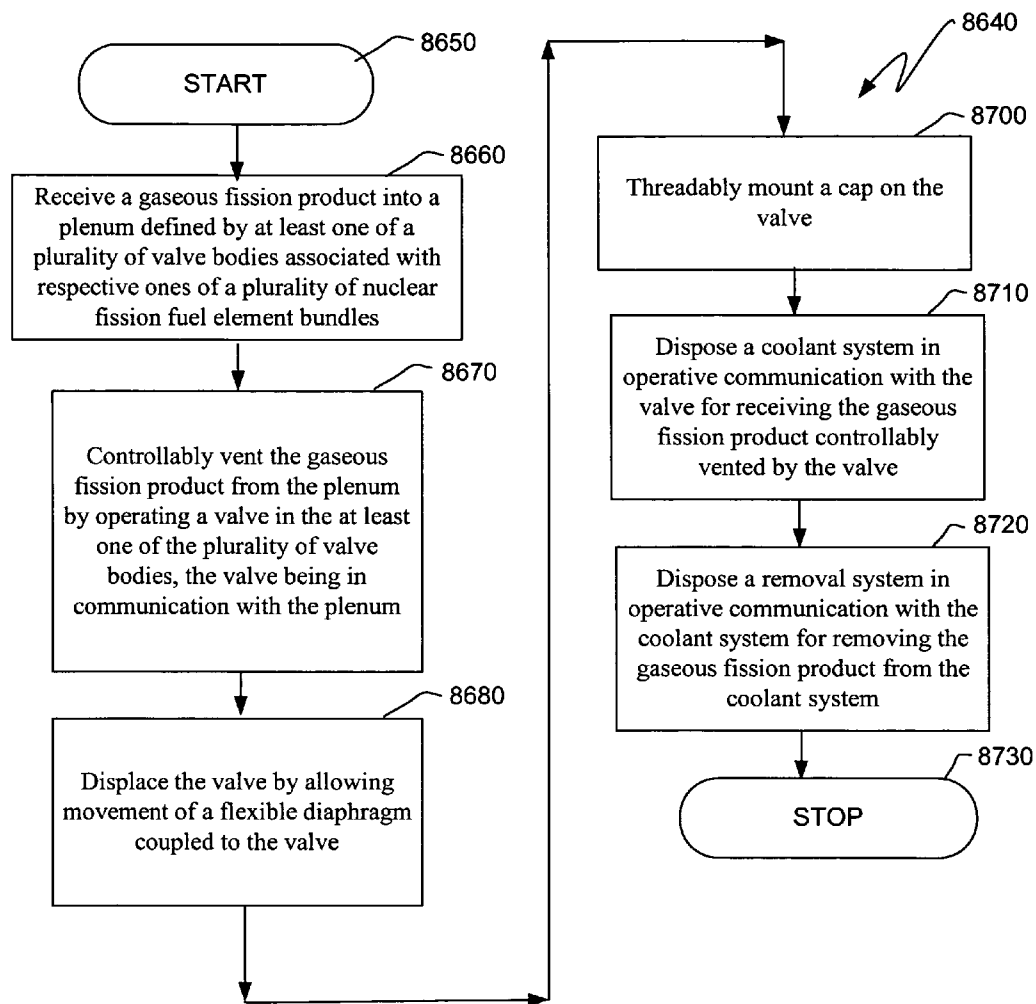 8650
START
8660
Receive a gaseous fission product into a
plenum defined by at least one of a
plurality of valve bodies associated with
respective ones of a plurality of nuclear
fission fuel element bundles
8670
Controllably vent the gaseous
fission product from the plenum
by operating a valve in the at least
one of the plurality of valve
bodies, the valve being in
communication with the plenum
8680
Displace the valve by allowing
movement of a flexible diaphragm
coupled to the valve
8640
8700
Threadably mount a cap on the
valve
8710
Dispose a coolant system in
operative communication with the
valve for receiving the gaseous
fission product controllably
vented by the valve
8720
Dispose a removal system in
operative communication with the
coolant system for removing the
gaseous fission product from the
coolant system
8730
STOP